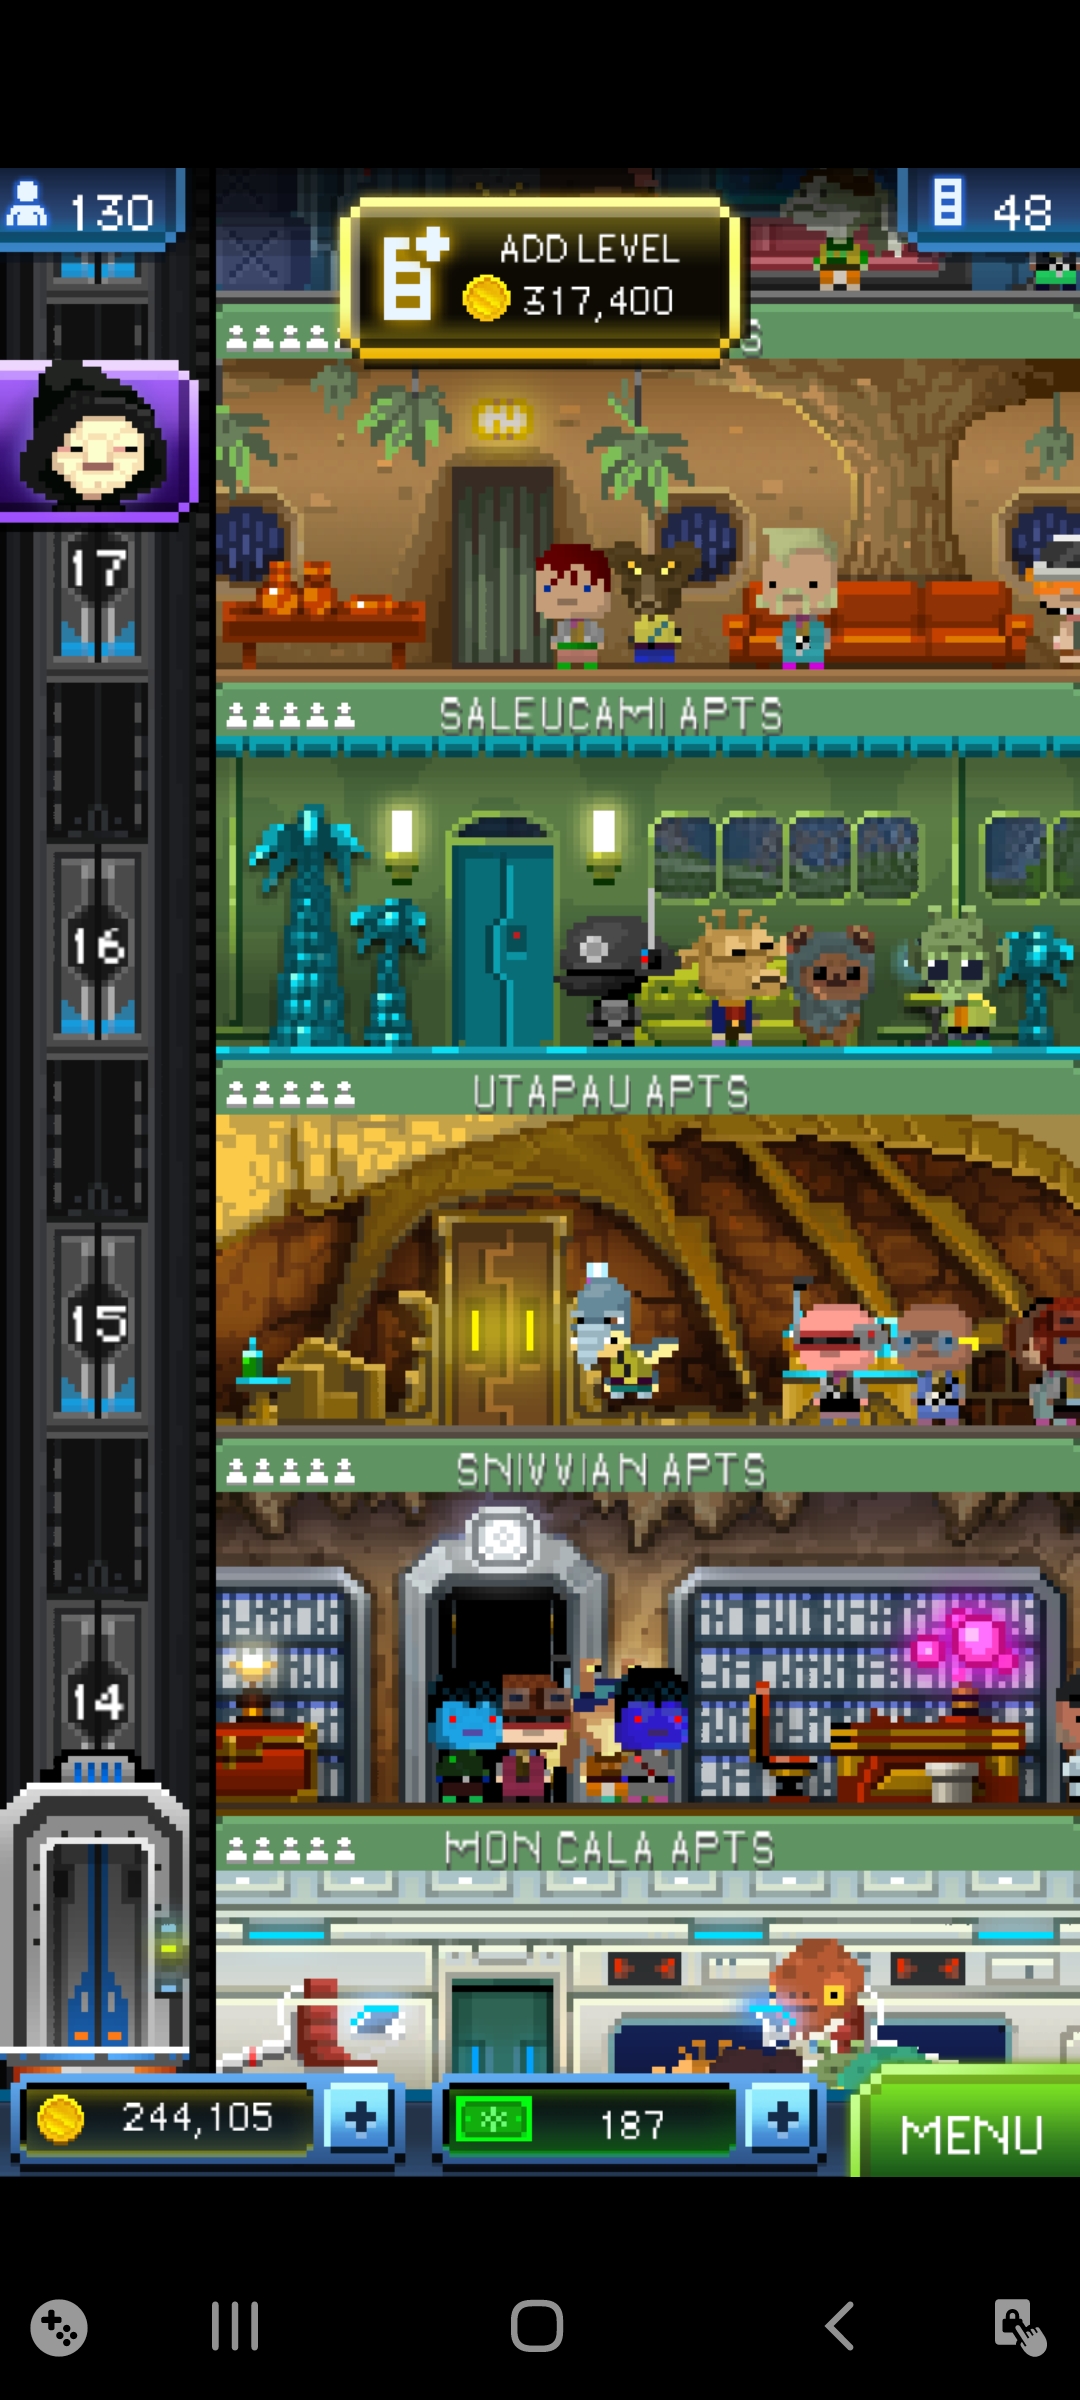 130
48
ADD LEVEL
317,400
S
17
SALEUCAMI APTS
16
UTAPAU APTS
15
SNIVVIAN APTS
14
MON CALA APTS
244,105
187
MENU